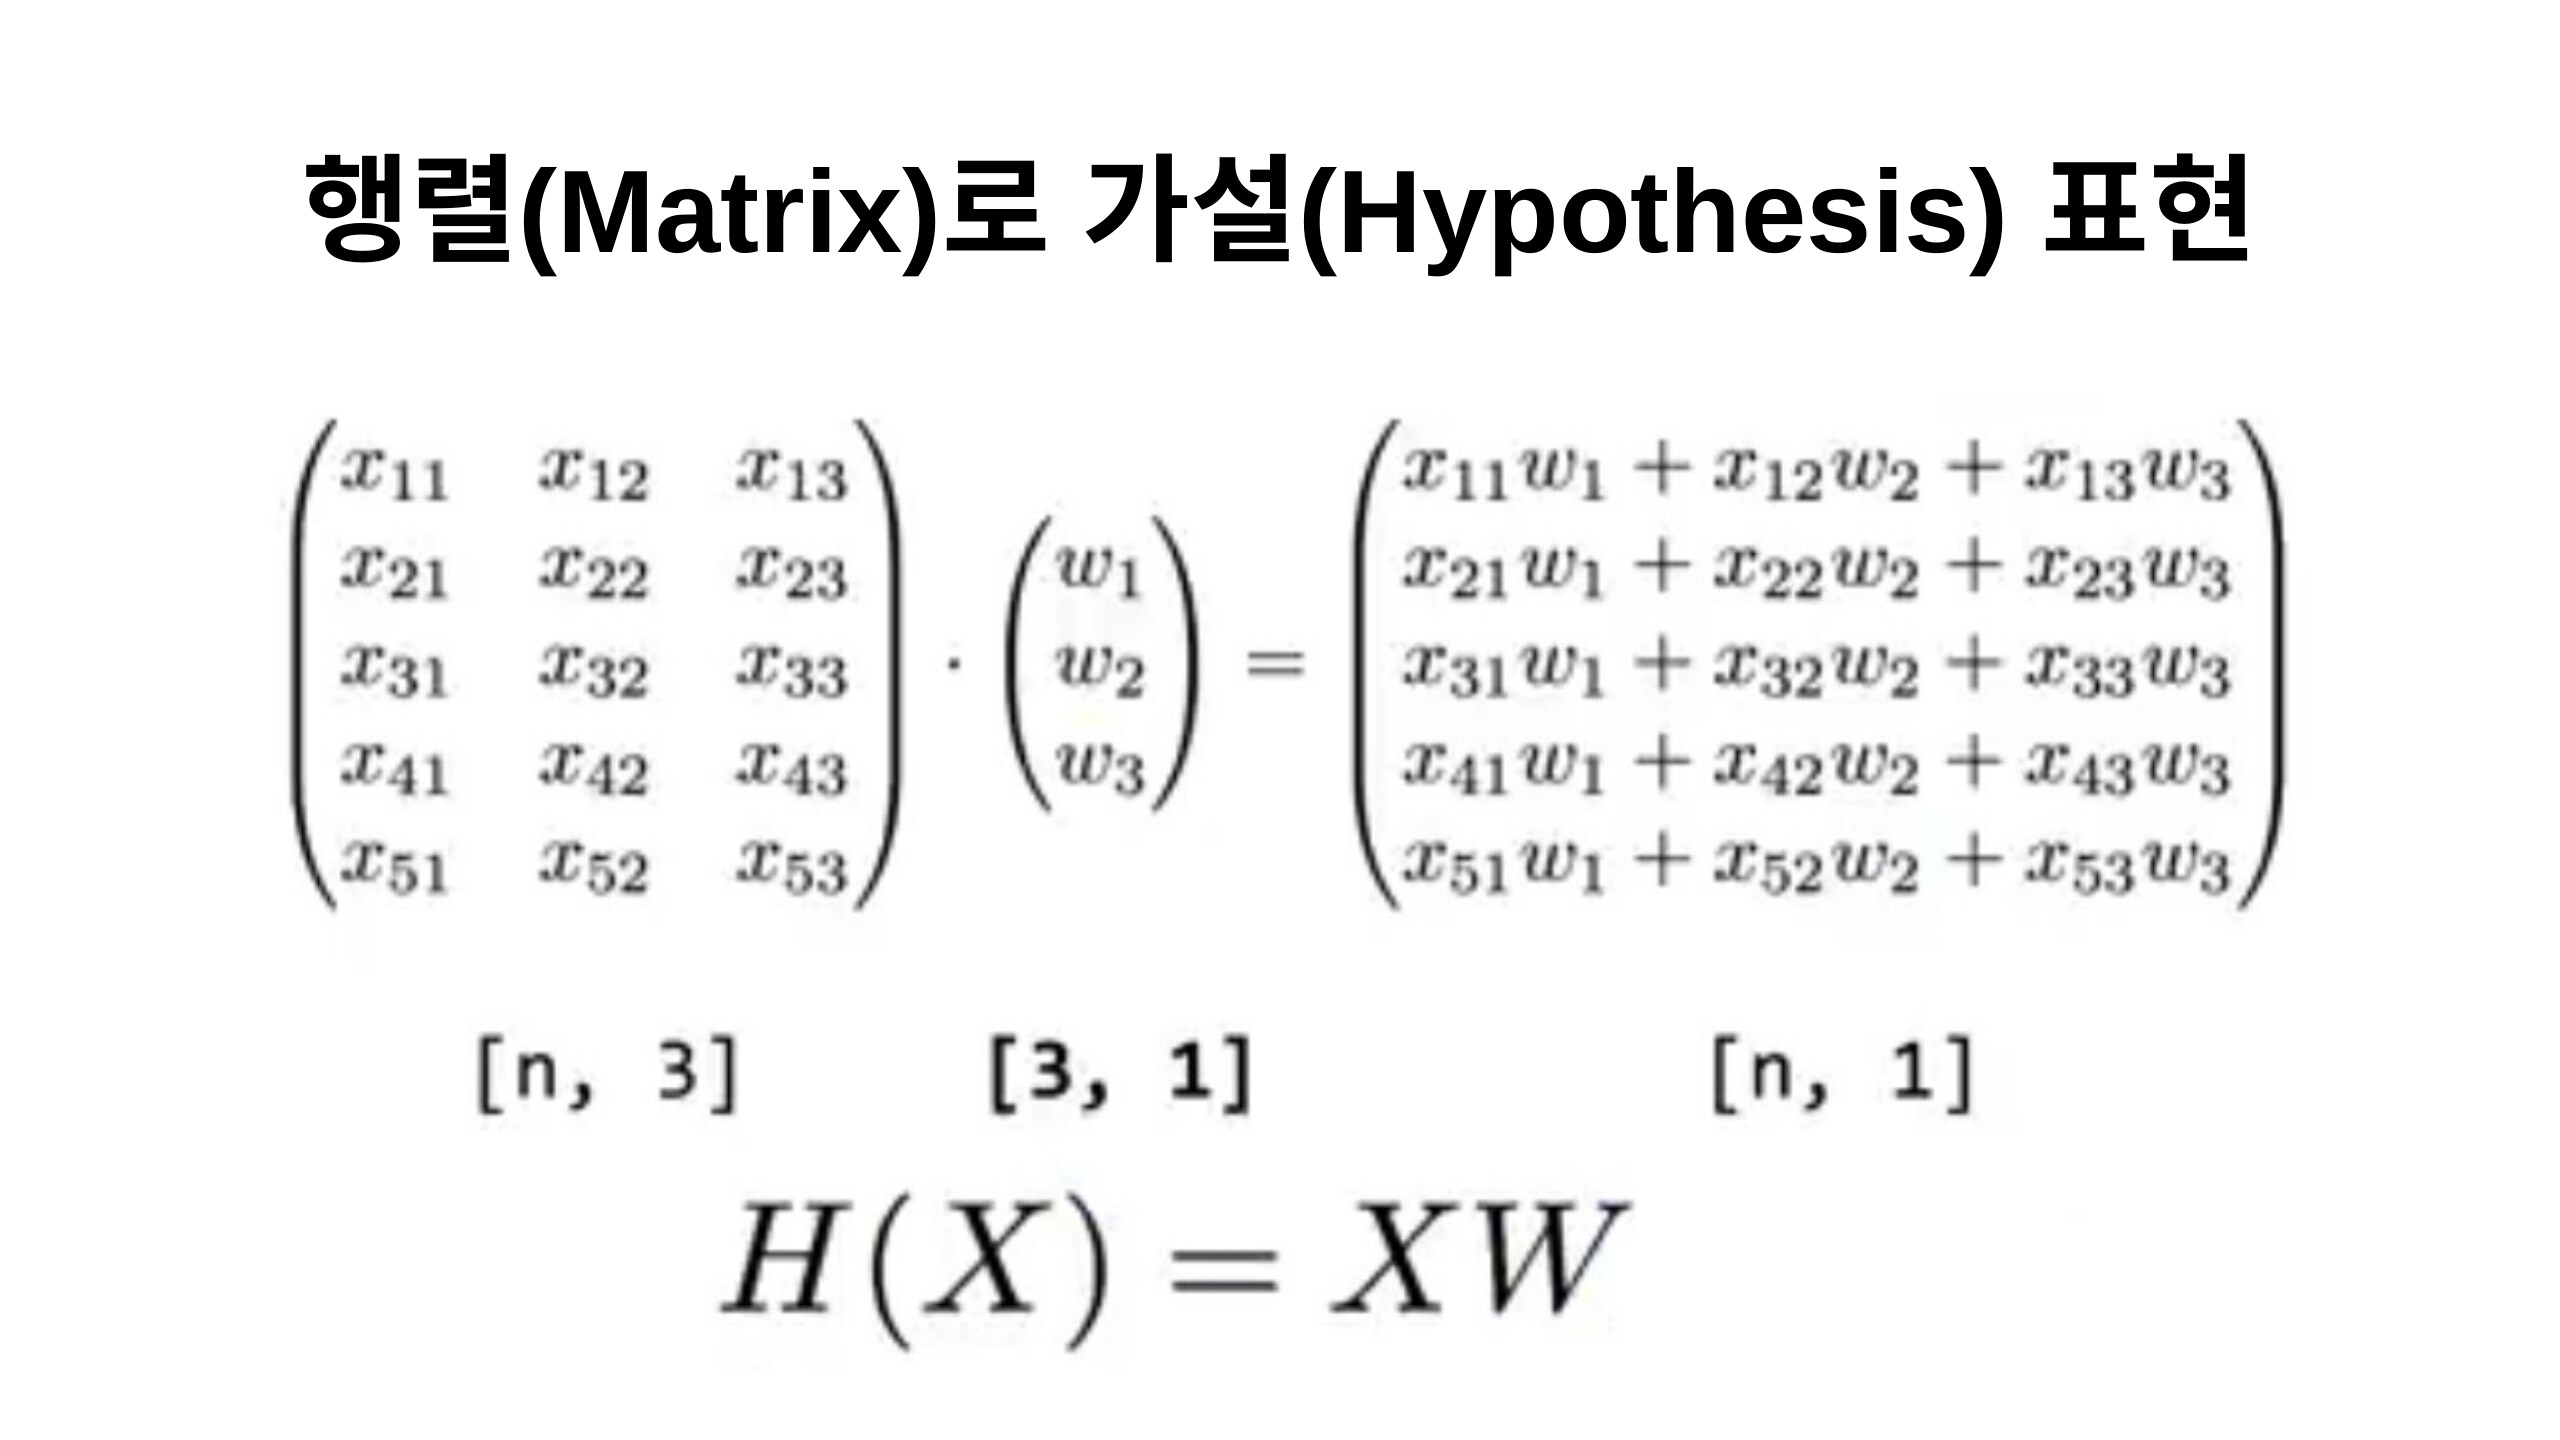 행렬(Matrix)로 가설(Hypothesis) 표현
x11 x12 x13
x21 x22 x23
x31 x32 x33
x41 x42 x43
x51 x52 x53
·
w1
w2
w3
=
x11w1 + x12w2 + x13w3
x21w1 + x22w2 + x23w3
x31w1 + x32w2 + x33w3
x41w1 + x42w2 + x43w3
x51w1 + x52w2 + x53w3
[n, 3] [3, 1] [n, 1]
H(X) = XW